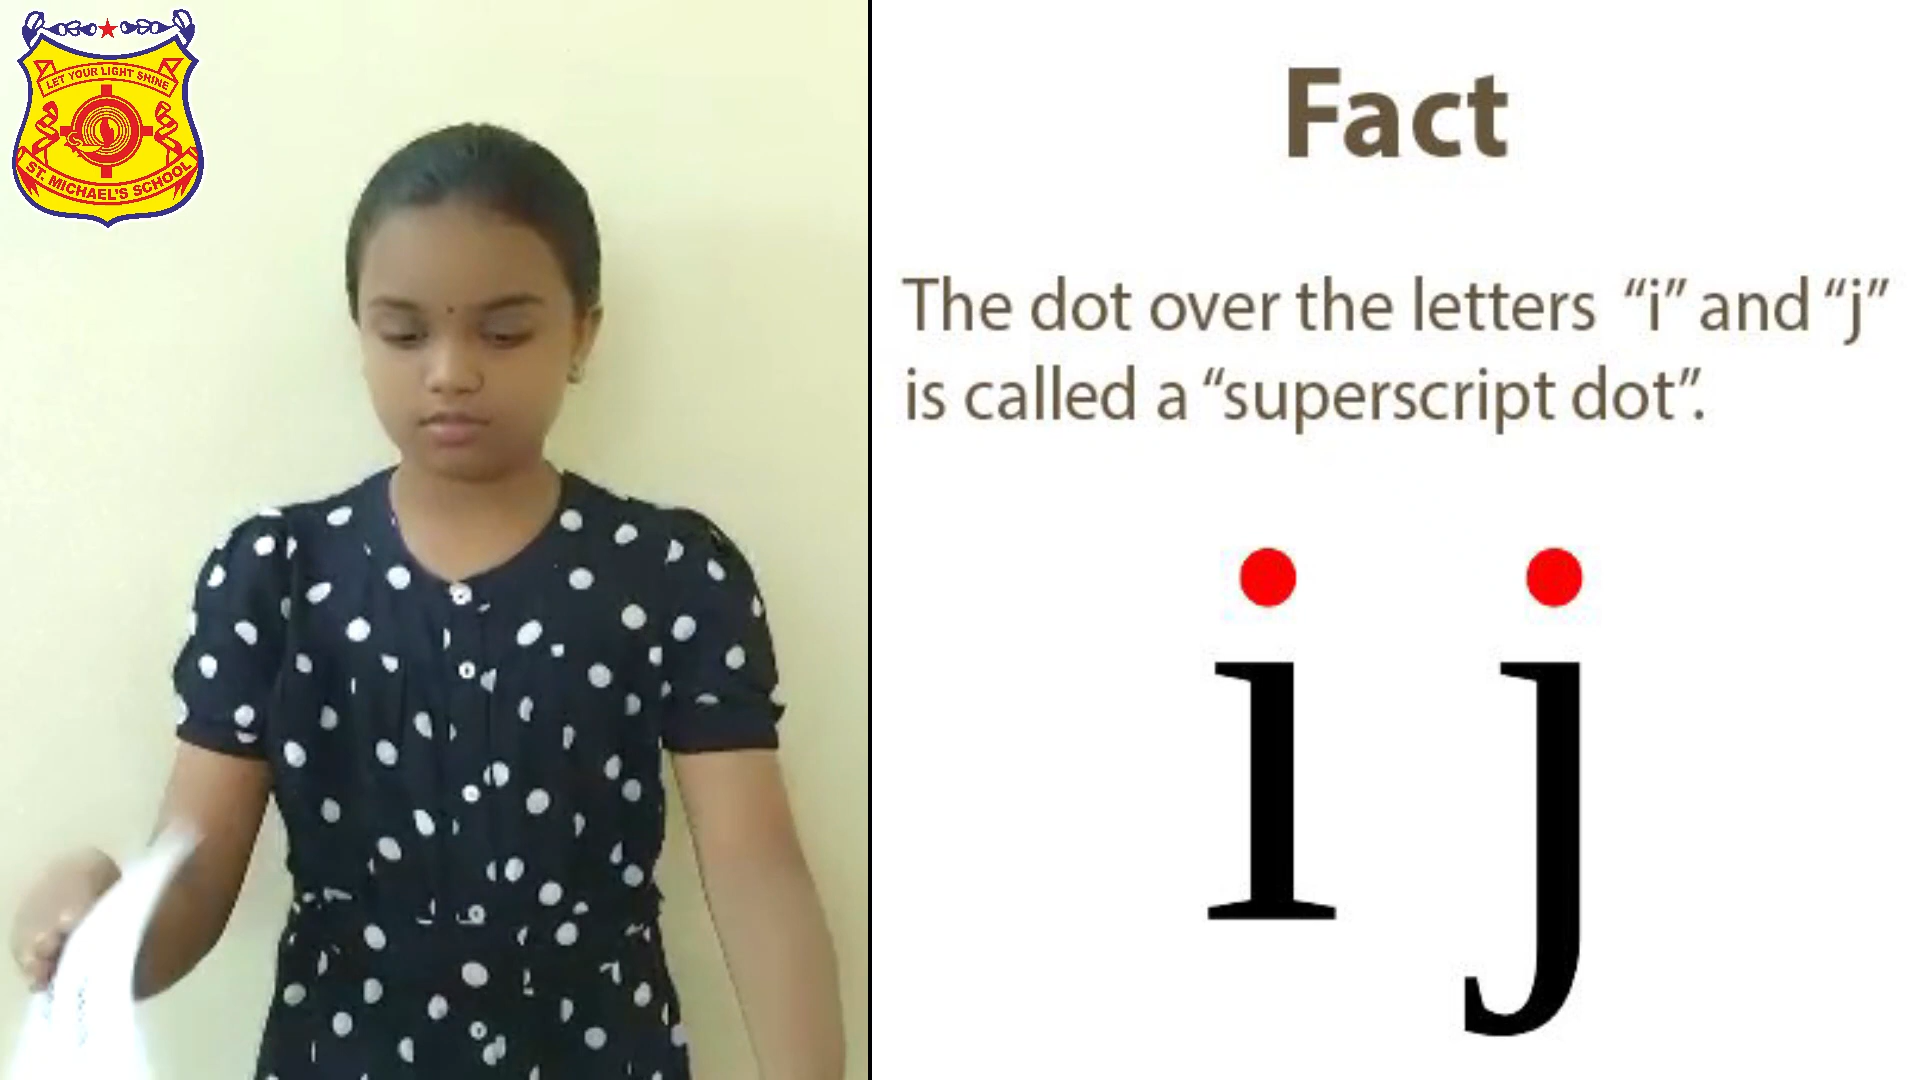 LET YOUR LIGHT SHINE
ST. MICHAEL'S SCHOOL
Fact
The dot over the letters “i” and “j”
is called a “superscript dot”.
i j